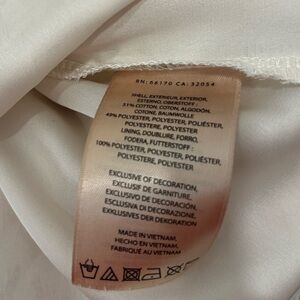 RN: 66170 CA: 32054
SHELL, EXTERIEUR, EXTERIOR,
ESTERNO, OBERSTOFF:
51% COTTON, COTON, ALGODÓN,
COTONE, BAUMWOLLE
49% POLYESTER, POLYESTER, POLIÉSTER,
POLYESTERE, POLYESTER
LINING, DOUBLURE, FORRO,
FODERA, FUTTERSTOFF:
100% POLYESTER, POLYESTER, POLIÉSTER,
POLYESTERE, POLYESTER
EXCLUSIVE OF DECORATION,
EXCLUSIF DE GARNITURE,
EXCLUSIVO DE DECORACIÓN,
ESCLUSIVA DI DECORAZIONE,
EXKLUSIVES DER DEKORATION
MADE IN VIETNAM,
HECHO EN VIETNAM,
FABRIQUÉ AU VIETNAM